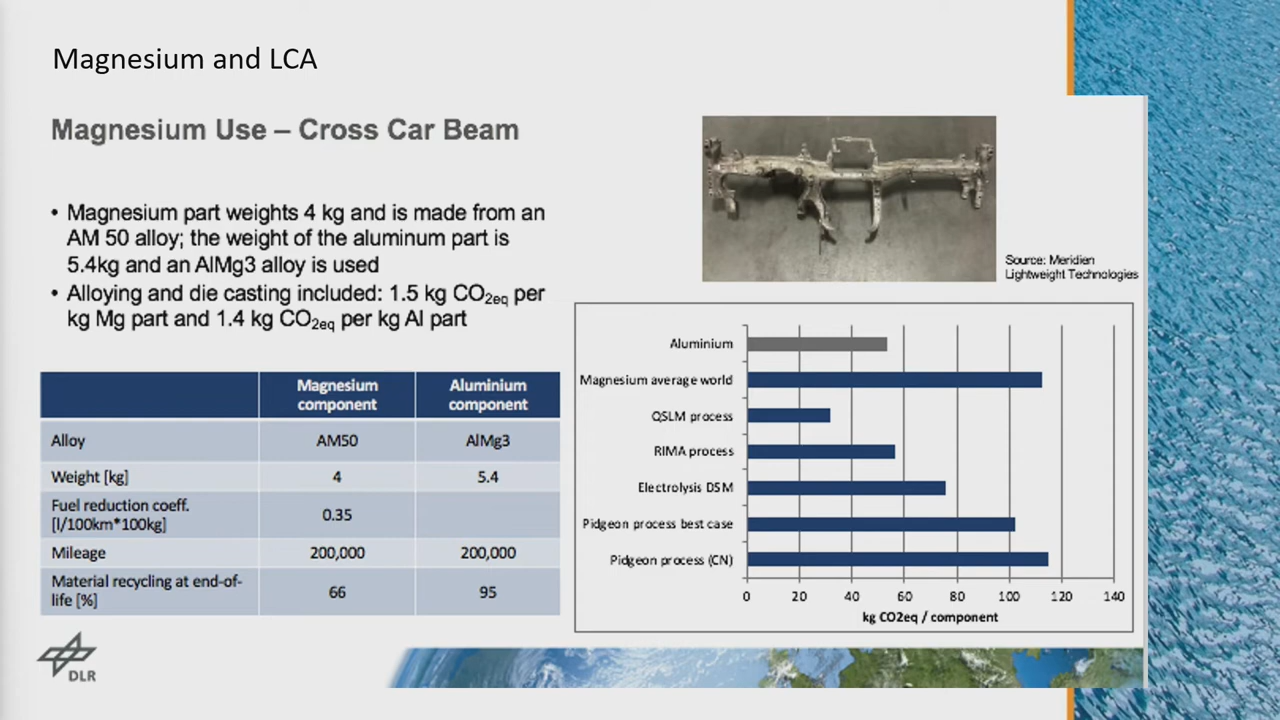 Magnesium and LCA
Magnesium Use – Cross Car Beam
• Magnesium part weights 4 kg and is made from an
AM 50 alloy; the weight of the aluminum part is
5.4kg and an AlMg3 alloy is used
• Alloying and die casting included: 1.5 kg CO2eq per
kg Mg part and 1.4 kg CO2eq per kg Al part
Source: Meridien
Lightweight Technologies
Magnesium component | Aluminium component
Alloy | AM50 | AlMg3
Weight [kg] | 4 | 5.4
Fuel reduction coeff. [l/100km*100kg] | 0.35
Mileage | 200,000 | 200,000
Material recycling at end-of-life [%] | 66 | 95
Aluminium
Magnesium average world
QSLM process
RIMA process
Electrolysis DSM
Pidgeon process best case
Pidgeon process (CN)
0 20 40 60 80 100 120 140
kg CO2eq / component
DLR